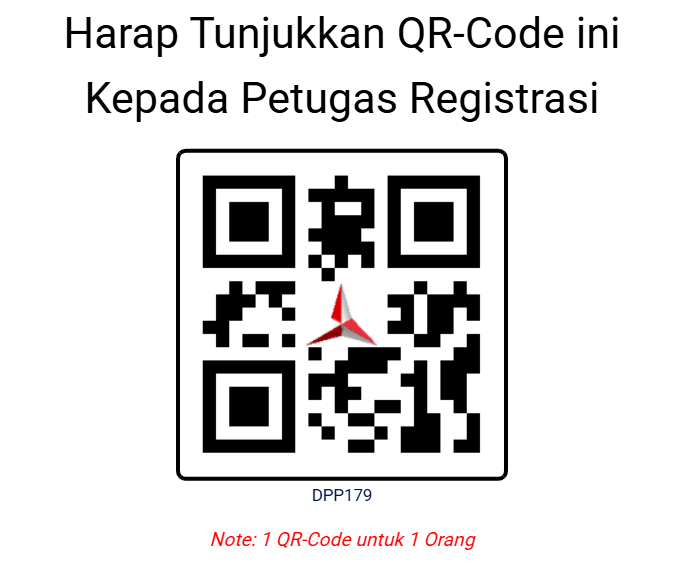 Harap Tunjukkan QR-Code ini
Kepada Petugas Registrasi
DPP179
Note: 1 QR-Code untuk 1 Orang